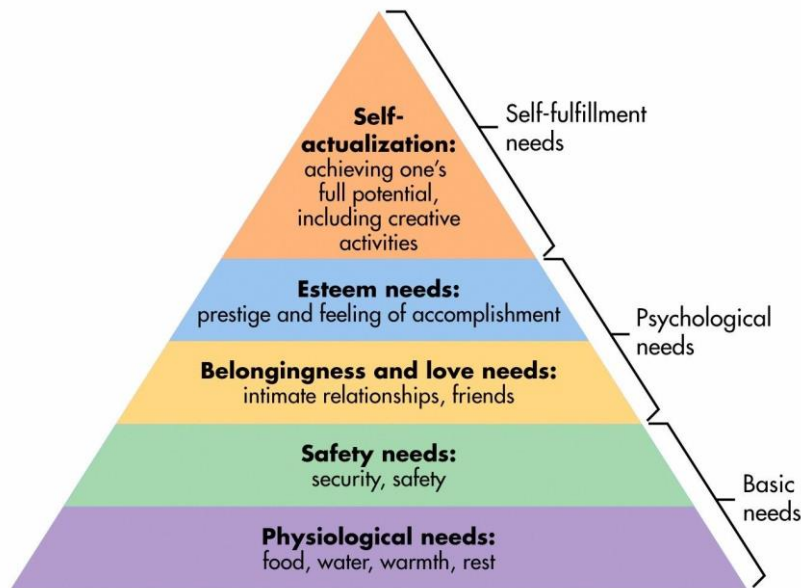 Self-
actualization:
achieving one's
full potential,
including creative
activities
Self-fulfillment
needs
Esteem needs:
prestige and feeling of accomplishment
Psychological
needs
Belongingness and love needs:
intimate relationships, friends
Safety needs:
security, safety
Basic
needs
Physiological needs:
food, water, warmth, rest